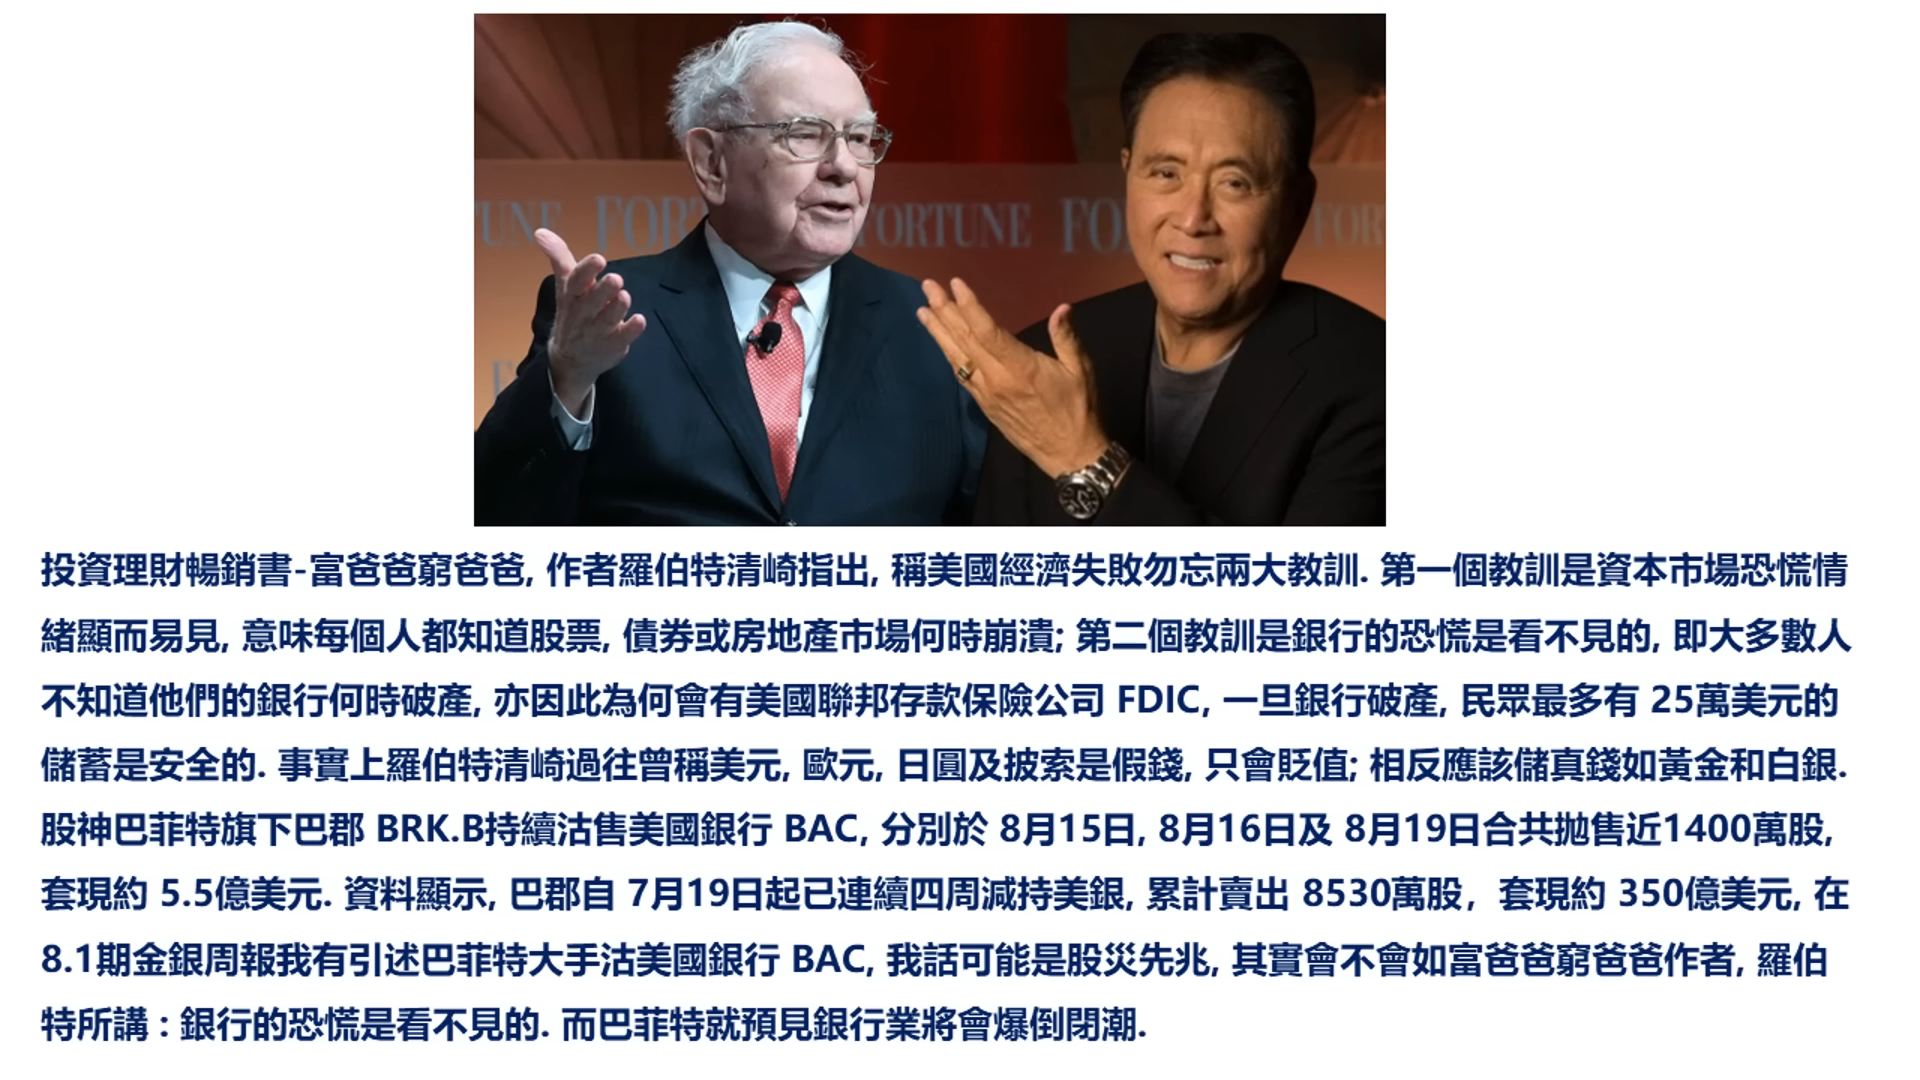 TUNE FORT FORTUNE FO FOR
F
投資理財暢銷書-富爸爸窮爸爸, 作者羅伯特清崎指出, 稱美國經濟失敗勿忘兩大教訓. 第一個教訓是資本市場恐慌情
緒顯而易見, 意味每個人都知道股票, 債券或房地產市場何時崩潰; 第二個教訓是銀行的恐慌是看不見的, 即大多數人
不知道他們的銀行何時破產, 亦因此為何會有美國聯邦存款保險公司 FDIC, 一旦銀行破產, 民眾最多有 25萬美元的
儲蓄是安全的. 事實上羅伯特清崎過往曾稱美元, 歐元, 日圓及披索是假錢, 只會貶值; 相反應該儲真錢如黃金和白銀.
股神巴菲特旗下巴郡 BRK.B持續沽售美國銀行 BAC, 分別於 8月15日, 8月16日及 8月19日合共拋售近1400萬股,
套現約 5.5億美元. 資料顯示, 巴郡自 7月19日起已連續四周減持美銀, 累計賣出 8530萬股，套現約 350億美元, 在
8.1期金銀周報我有引述巴菲特大手沽美國銀行 BAC, 我話可能是股災先兆, 其實會不會如富爸爸窮爸爸作者, 羅伯
特所講 : 銀行的恐慌是看不見的. 而巴菲特就預見銀行業將會爆倒閉潮.